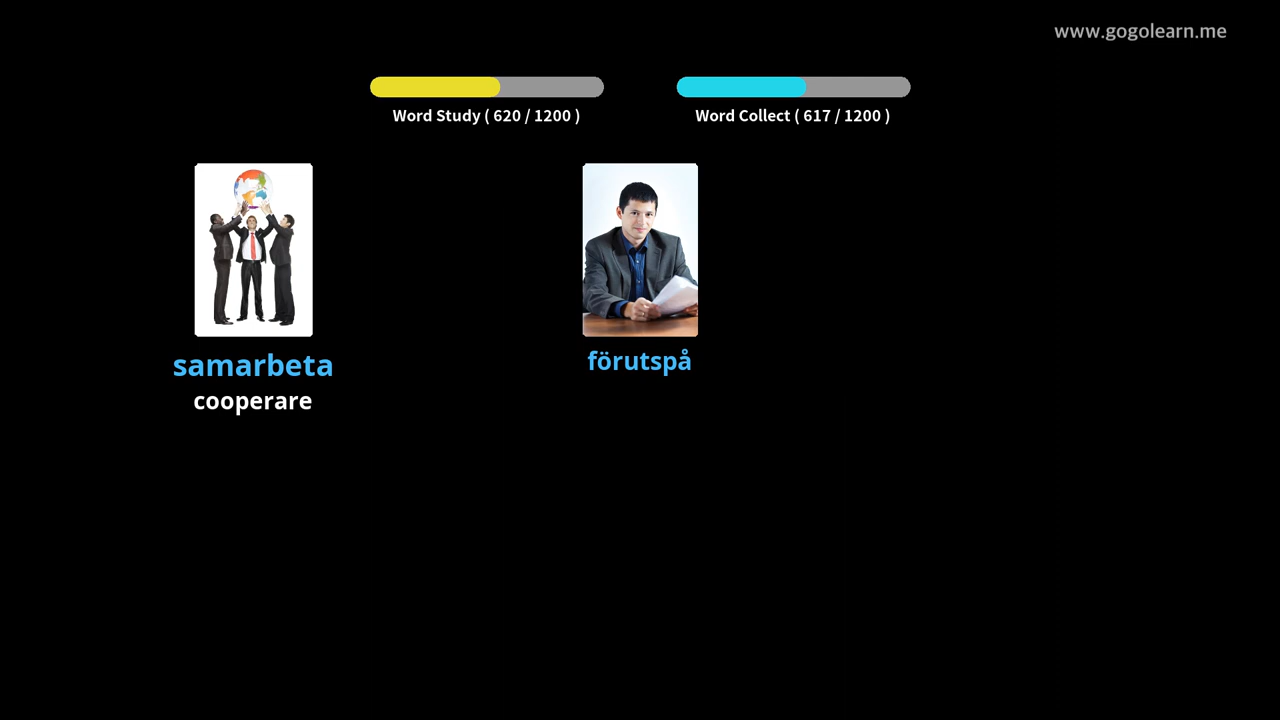 www.gogolearn.me
Word Study ( 620 / 1200 )
Word Collect ( 617 / 1200 )
samarbeta
cooperare
förutspå